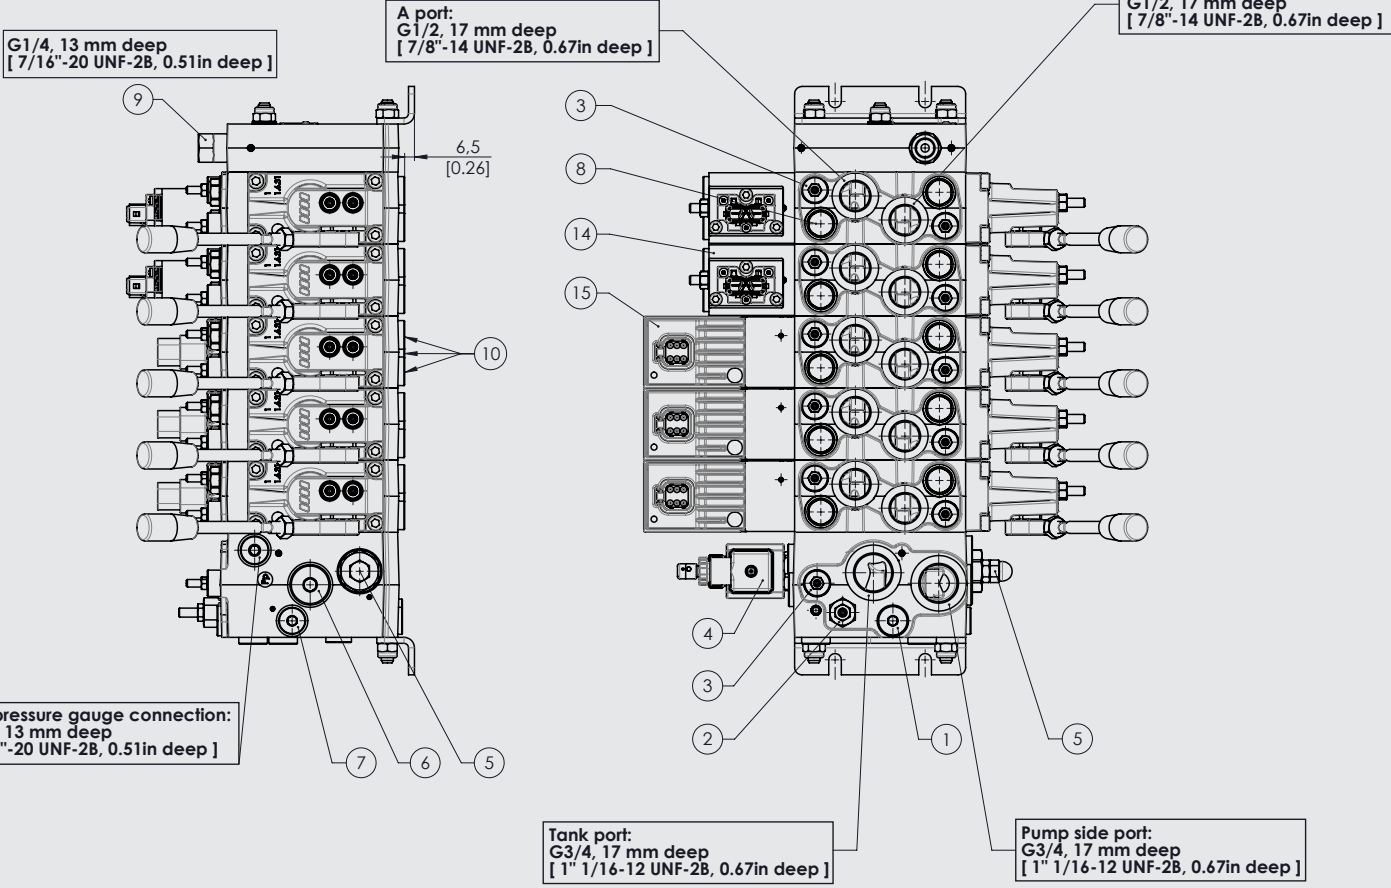 A port:
G1/2, 17 mm deep
[ 7/8"-14 UNF-2B, 0.67in deep ]
G1/2, 17 mm deep
[ 7/8"-14 UNF-2B, 0.67in deep ]
G1/4, 13 mm deep
[ 7/16"-20 UNF-2B, 0.51in deep ]
9
3
6,5
[0.26]
8
14
15
10
4
3
2
1
5
pressure gauge connection:
13 mm deep
"-20 UNF-2B, 0.51in deep ]
7
6
5
Tank port:
G3/4, 17 mm deep
[ 1" 1/16-12 UNF-2B, 0.67in deep ]
Pump side port:
G3/4, 17 mm deep
[ 1" 1/16-12 UNF-2B, 0.67in deep ]